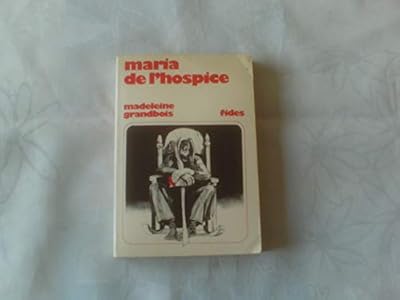 maria
de l'hospice
madeleine
grandbois
fides